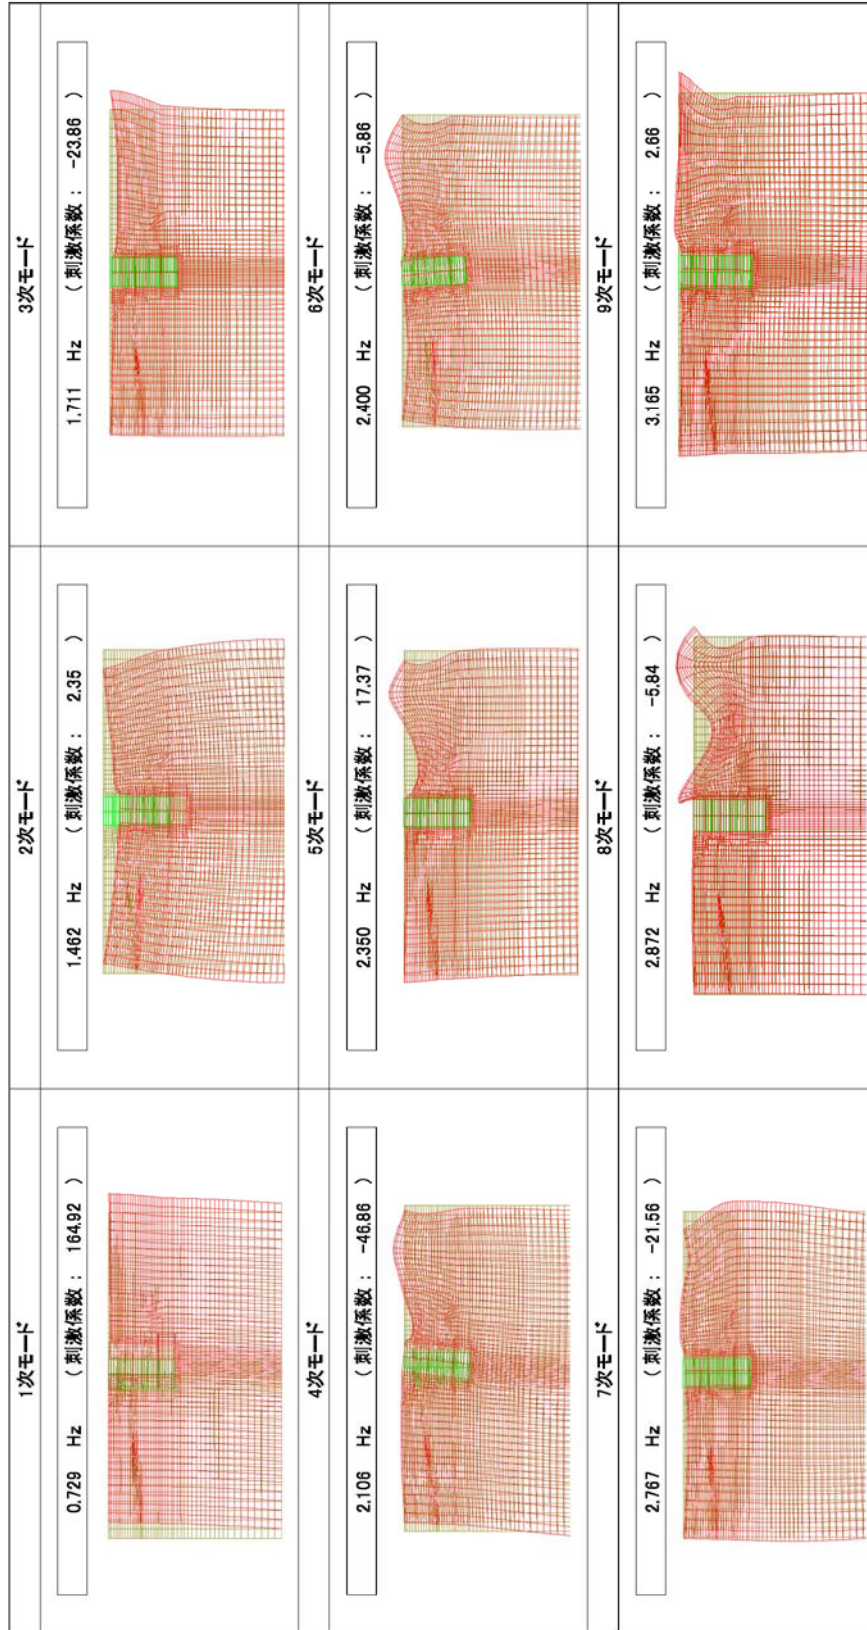 1次モード
0.729 Hz ( 刺激係数 : 164.92 )
2次モード
1.462 Hz ( 刺激係数 : 2.35 )
3次モード
1.711 Hz ( 刺激係数 : -23.86 )
4次モード
2.106 Hz ( 刺激係数 : -46.86 )
5次モード
2.350 Hz ( 刺激係数 : 17.37 )
6次モード
2.400 Hz ( 刺激係数 : -5.86 )
7次モード
2.767 Hz ( 刺激係数 : -21.56 )
8次モード
2.872 Hz ( 刺激係数 : -5.84 )
9次モード
3.165 Hz ( 刺激係数 : 2.66 )